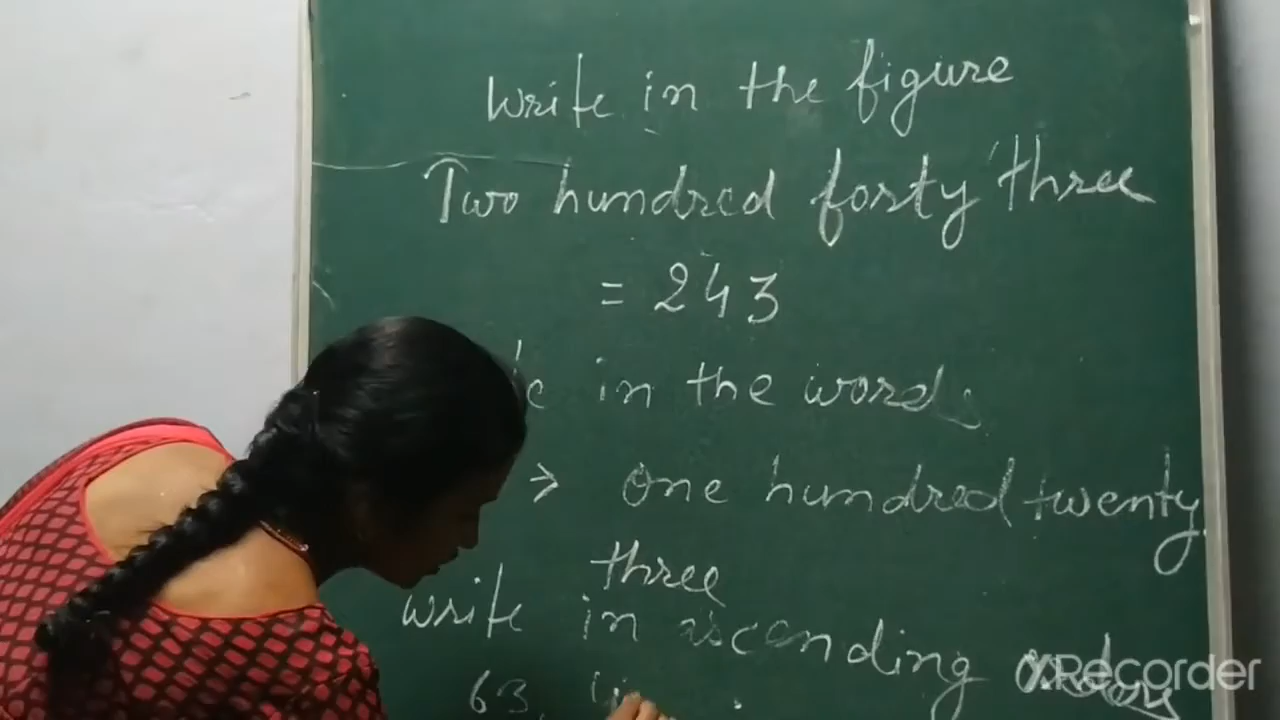 Write in the figure
Two hundred forty three
= 243
in the words
→ One hundred twenty
three
write in ascending order
63,
XRecorder